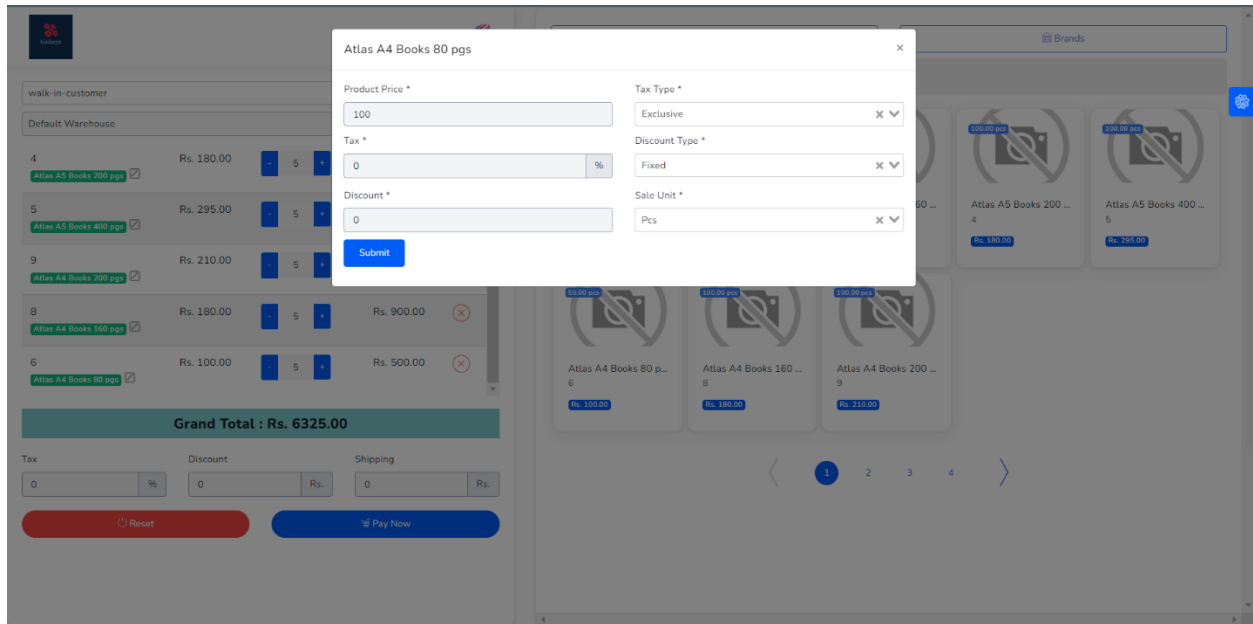 Atlas A4 Books 80 pgs
×
Product Price *
100
Tax Type *
Exclusive
Tax *
0
%
Discount Type *
Fixed
Discount *
0
Sale Unit *
Pcs
Submit
walk-in-customer
Default Warehouse
4 Rs. 180.00 - 5 +
Atlas A5 Books 200 pgs
5 Rs. 295.00 - 5 +
Atlas A5 Books 400 pgs
9 Rs. 210.00 - 5 +
Atlas A4 Books 200 pgs
8 Rs. 180.00 - 5 + Rs. 900.00
Atlas A4 Books 160 pgs
6 Rs. 100.00 - 5 + Rs. 500.00
Atlas A4 Books 80 pgs
Grand Total : Rs. 6325.00
Tax Discount Shipping
0 % 0 Rs. 0 Rs.
Reset Pay Now
Brands
100.00 pcs 100.00 pcs
60 ... Atlas A5 Books 200 ... Atlas A5 Books 400 ...
4 5
Rs. 180.00 Rs. 295.00
100.00 pcs 100.00 pcs
Atlas A4 Books 80 p... Atlas A4 Books 160 ... Atlas A4 Books 200 ...
6 8 9
Rs. 100.00 Rs. 180.00 Rs. 210.00
1 2 3 4